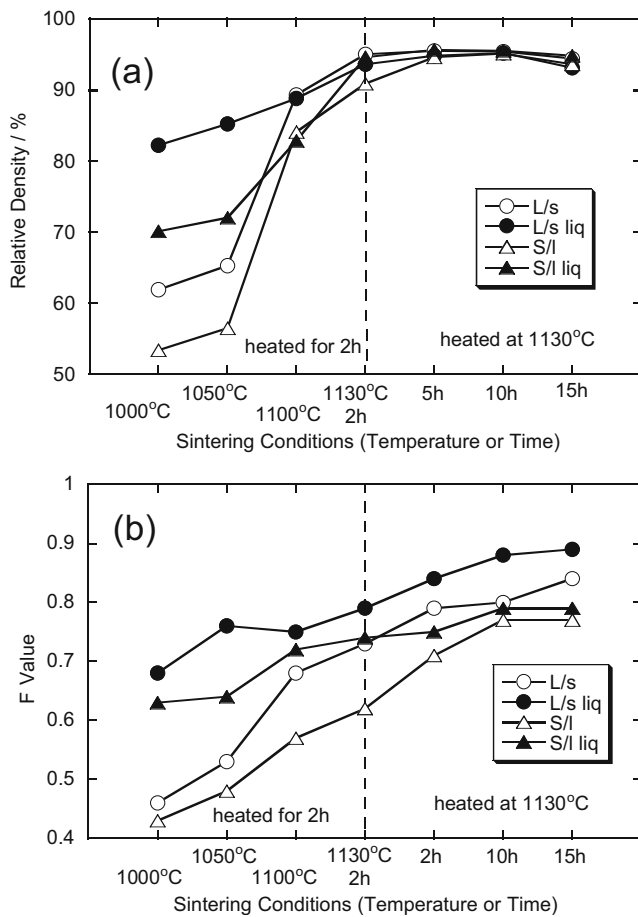 100
90
80
70
60
50
Relative Density / %
(a)
L/s
L/s liq
S/l
S/l liq
heated for 2h
heated at 1130°C
1000°C
1050°C
1100°C
1130°C
2h
5h
10h
15h
Sintering Conditions (Temperature or Time)
1
0.9
0.8
0.7
0.6
0.5
0.4
F Value
(b)
L/s
L/s liq
S/l
S/l liq
heated for 2h
heated at 1130°C
1000°C
1050°C
1100°C
1130°C
2h
2h
10h
15h
Sintering Conditions (Temperature or Time)